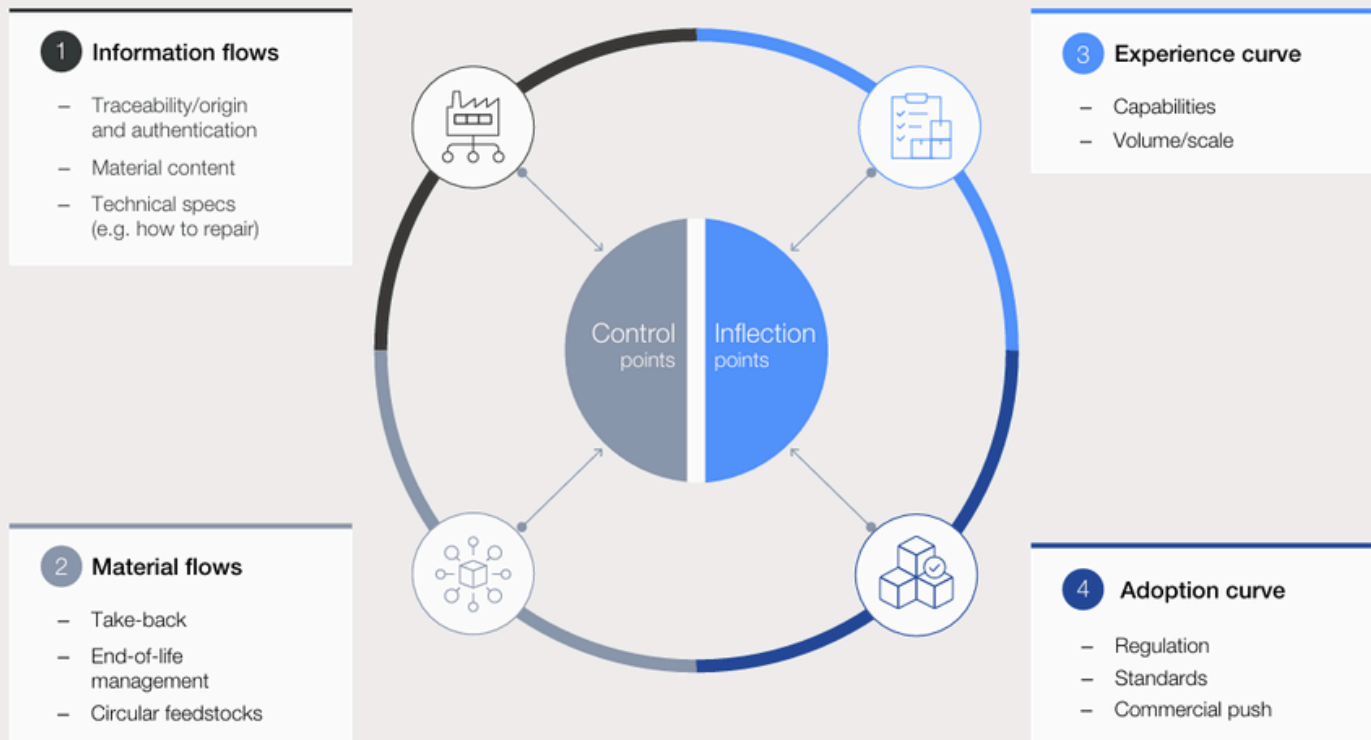 1 Information flows
– Traceability/origin
and authentication
– Material content
– Technical specs
(e.g. how to repair)
3 Experience curve
– Capabilities
– Volume/scale
Control
points
Inflection
points
2 Material flows
– Take-back
– End-of-life
management
– Circular feedstocks
4 Adoption curve
– Regulation
– Standards
– Commercial push